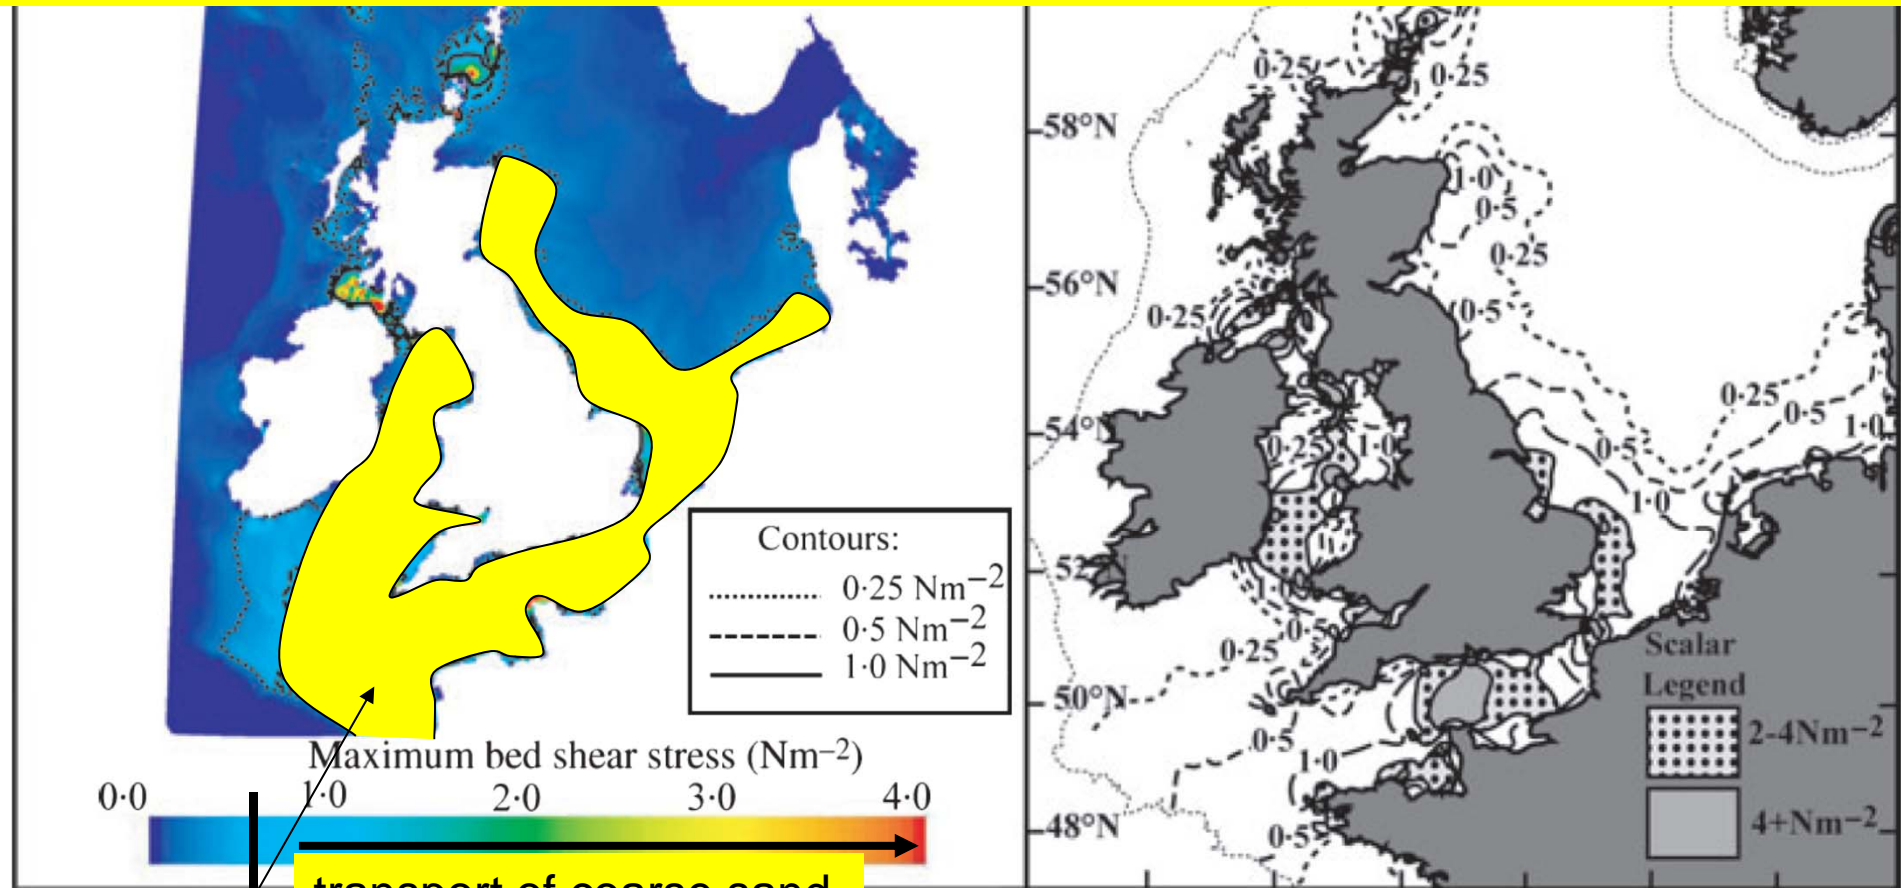 Contours:
0·25 Nm−2
0·5 Nm−2
1·0 Nm−2
Maximum bed shear stress (Nm−2)
0·0 1·0 2·0 3·0 4·0
transport of coarse sand
0·25
0·25
58°N
1·0
0·5
0·25
56°N
0·25
0·5
0·25
0·5
1·0
54°N
0·25
1·0
0·5
1·0
52°
1·0
0·5
0·25
Scalar
Legend
50°N
2-4Nm−2
0·5
1·0
4+Nm−2
48°N
0·5